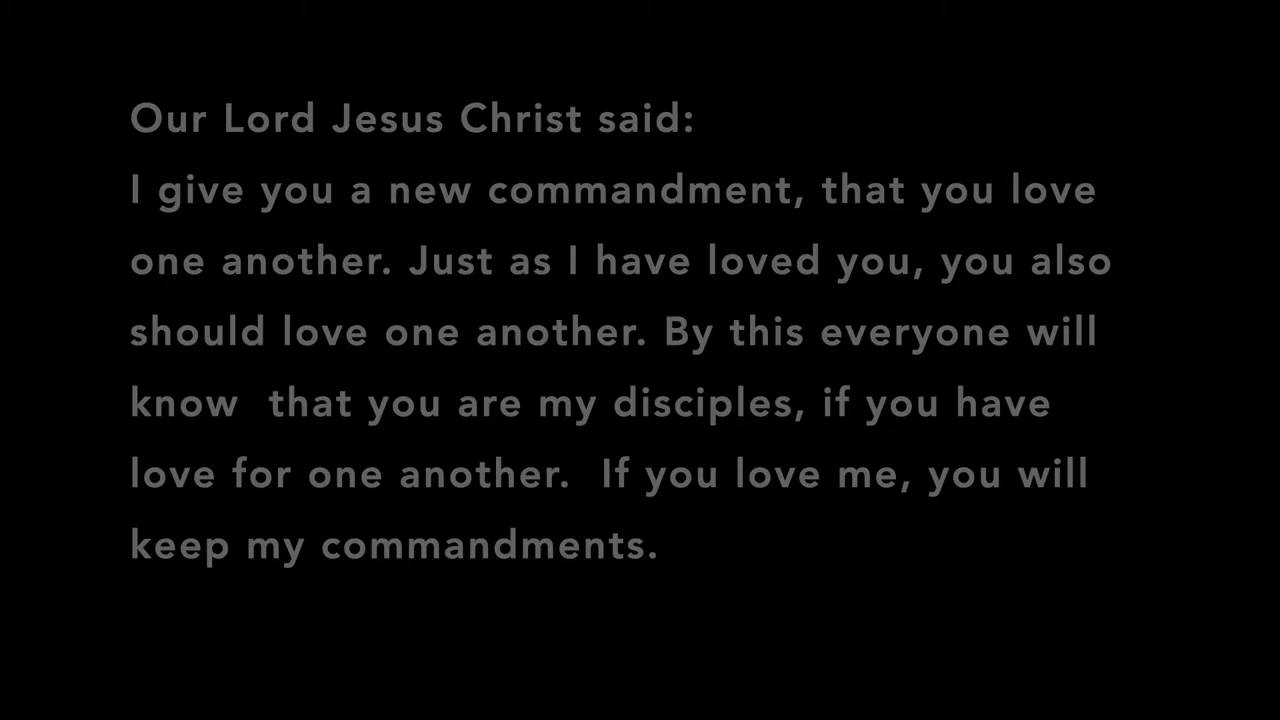 Our Lord Jesus Christ said:
I give you a new commandment, that you love
one another. Just as I have loved you, you also
should love one another. By this everyone will
know  that you are my disciples, if you have
love for one another.  If you love me, you will
keep my commandments.